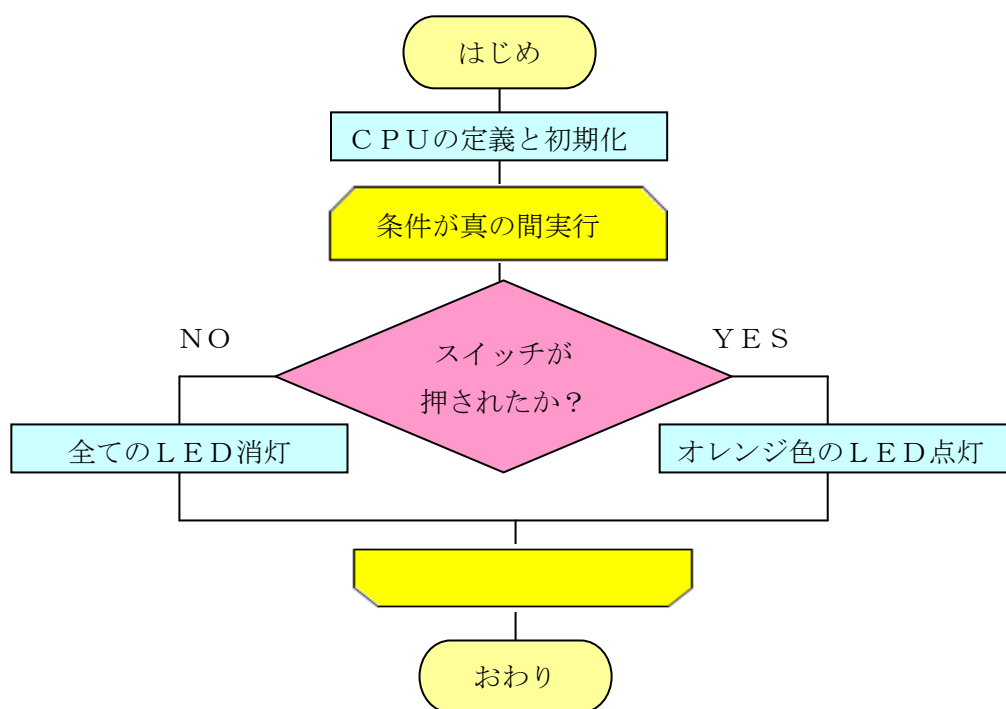 はじめ
CPUの定義と初期化
条件が真の間実行
NO
YES
スイッチが
押されたか?
全てのLED消灯
オレンジ色のLED点灯
おわり